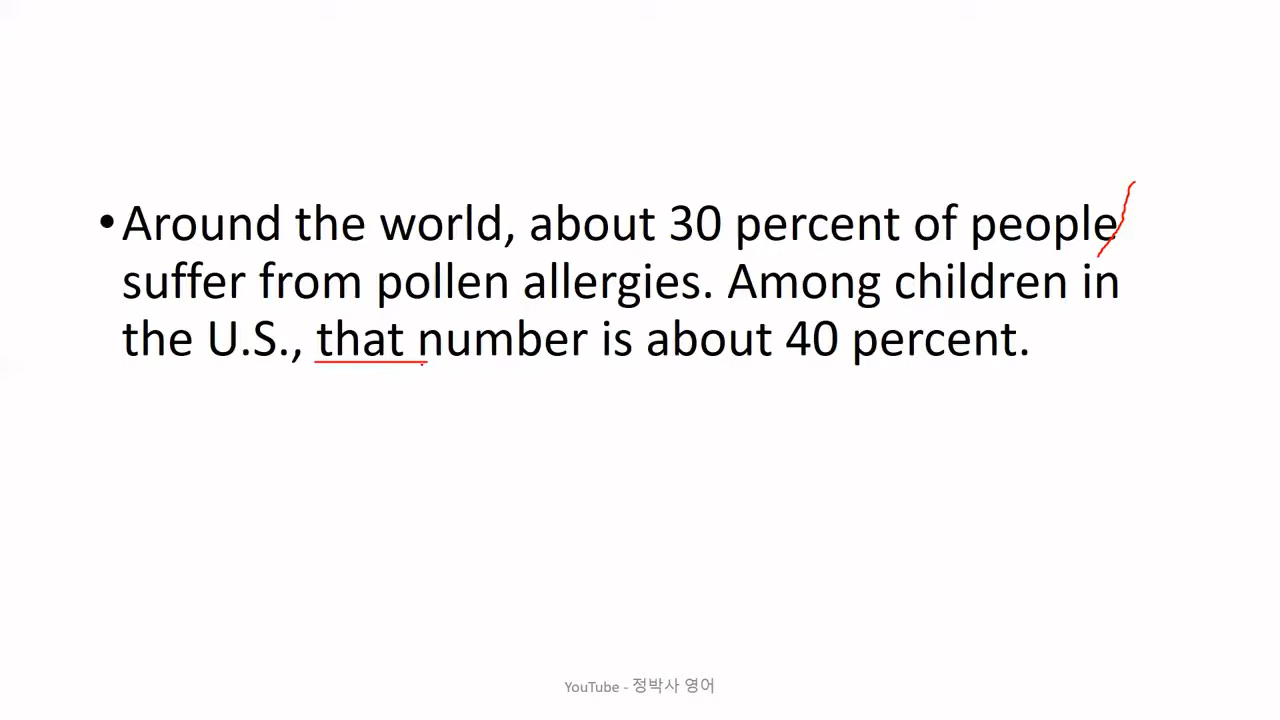 •Around the world, about 30 percent of people
suffer from pollen allergies. Among children in
the U.S., that number is about 40 percent.
YouTube - 정박사 영어